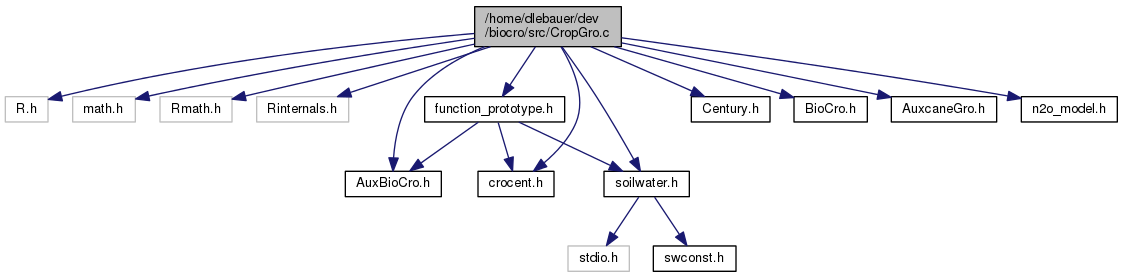 /home/dlebauer/dev
/biocro/src/CropGro.c
R.h
math.h
Rmath.h
Rinternals.h
function_prototype.h
Century.h
BioCro.h
AuxcaneGro.h
n2o_model.h
AuxBioCro.h
crocent.h
soilwater.h
stdio.h
swconst.h